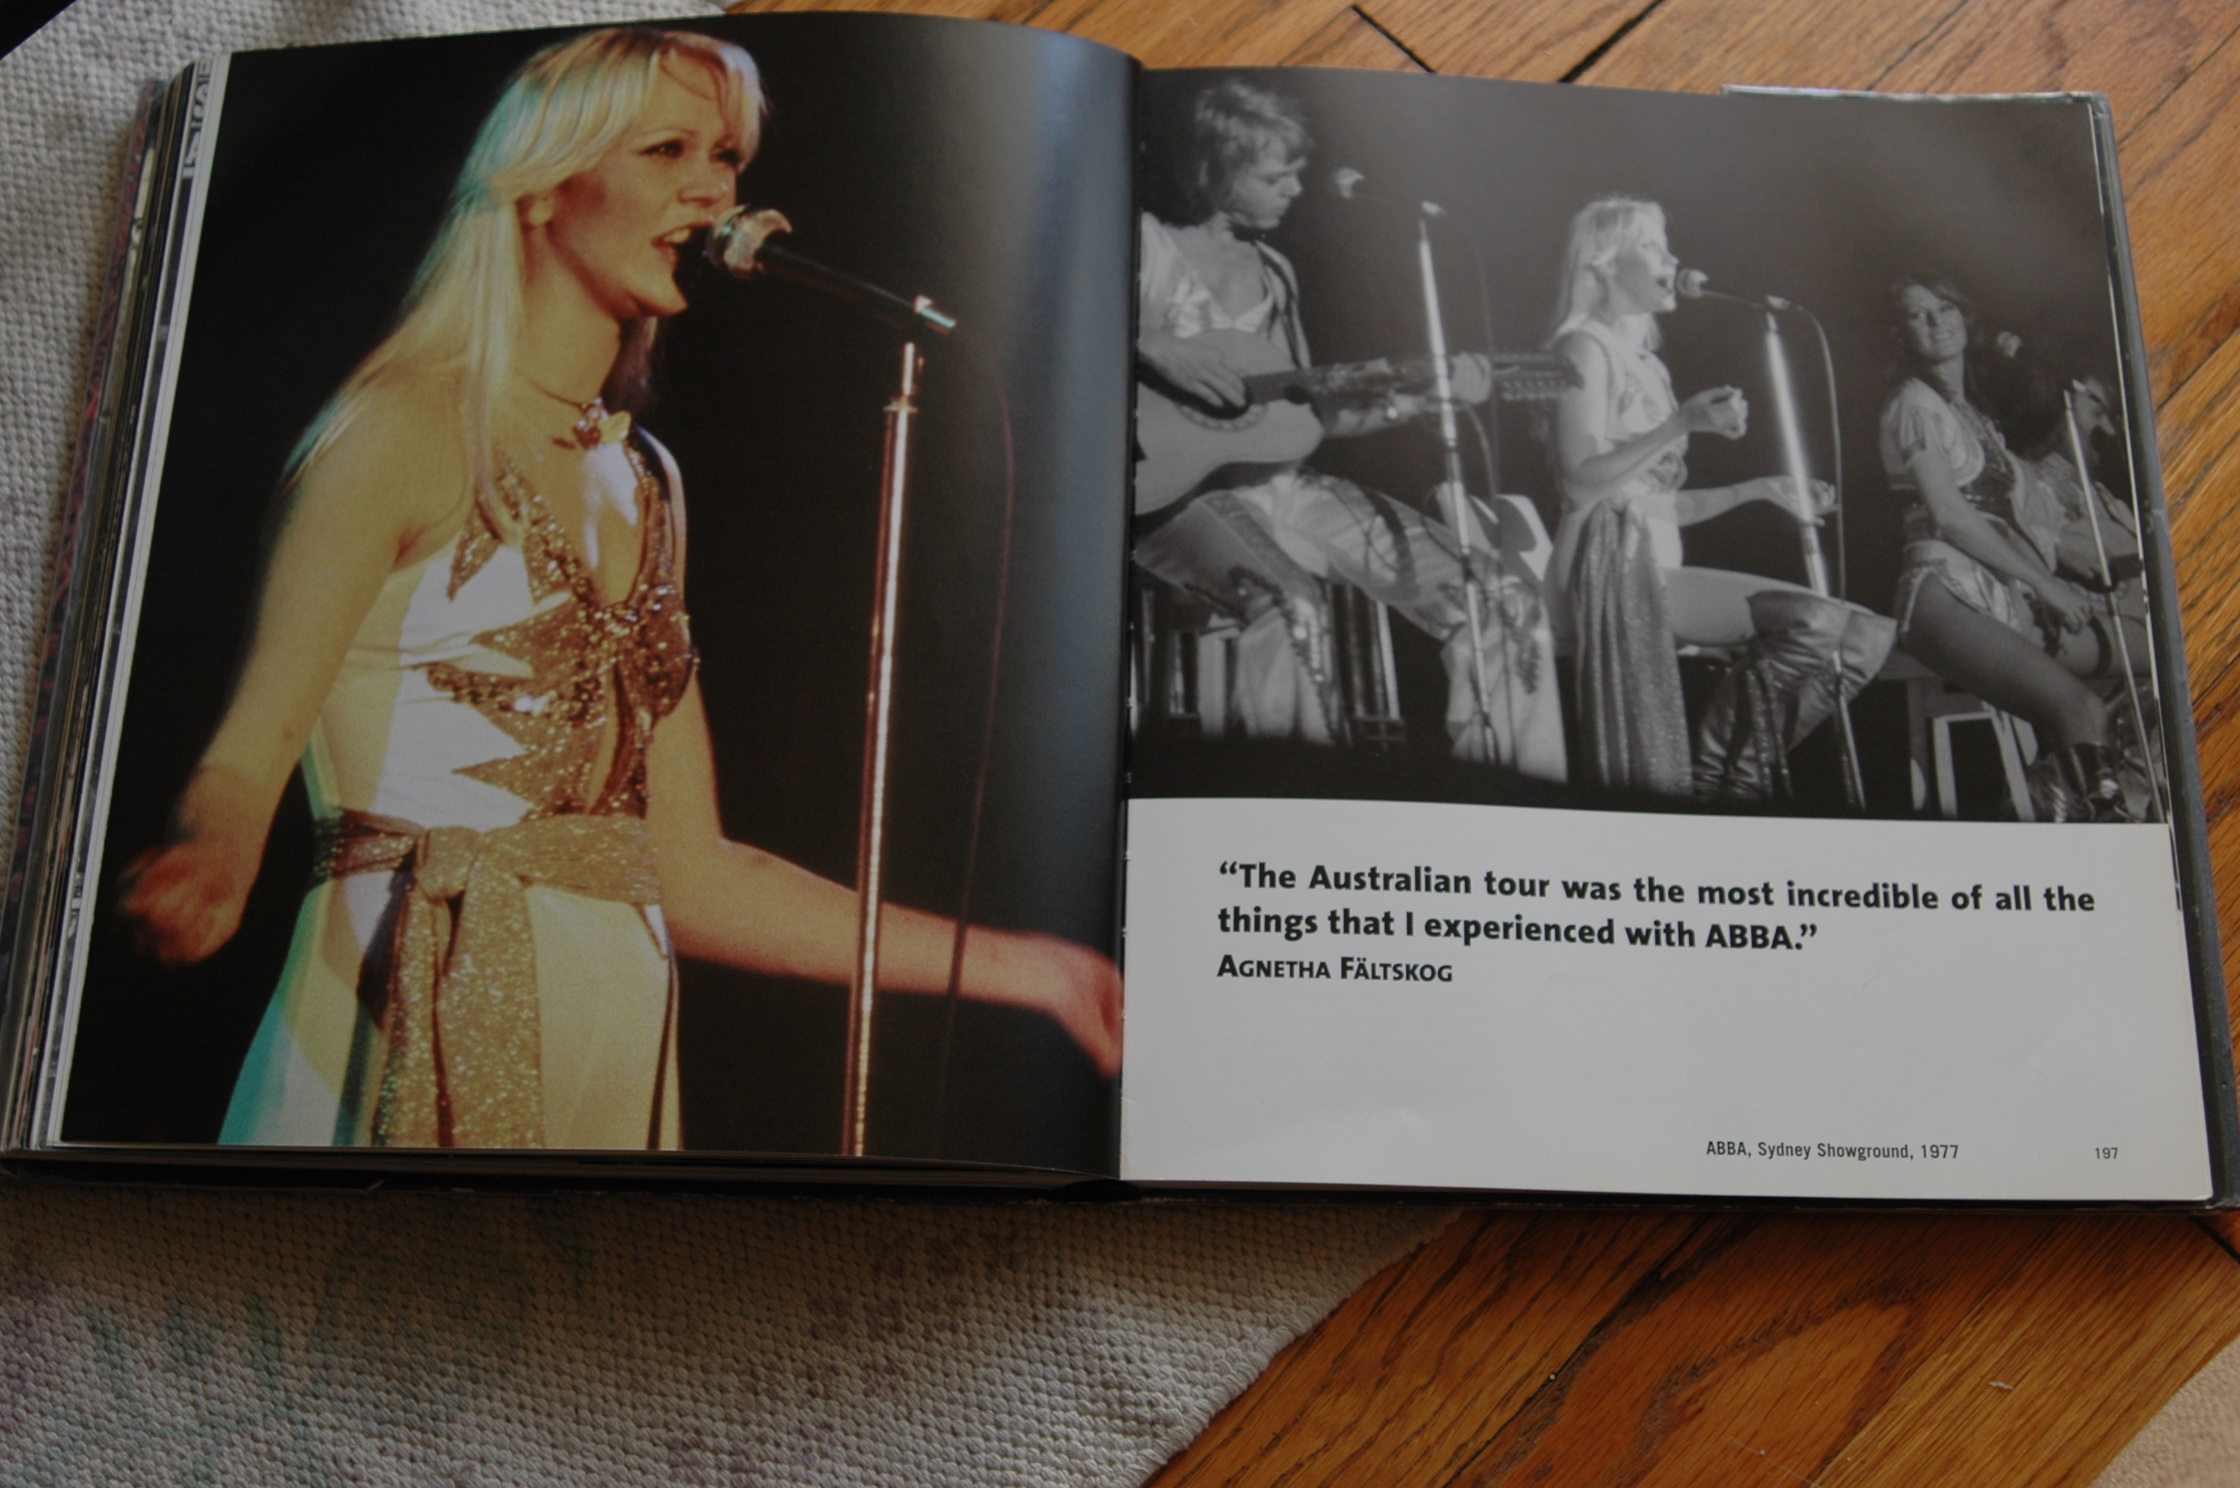 “The Australian tour was the most incredible of all the
things that I experienced with ABBA.”
AGNETHA FÄLTSKOG
ABBA, Sydney Showground, 1977
197